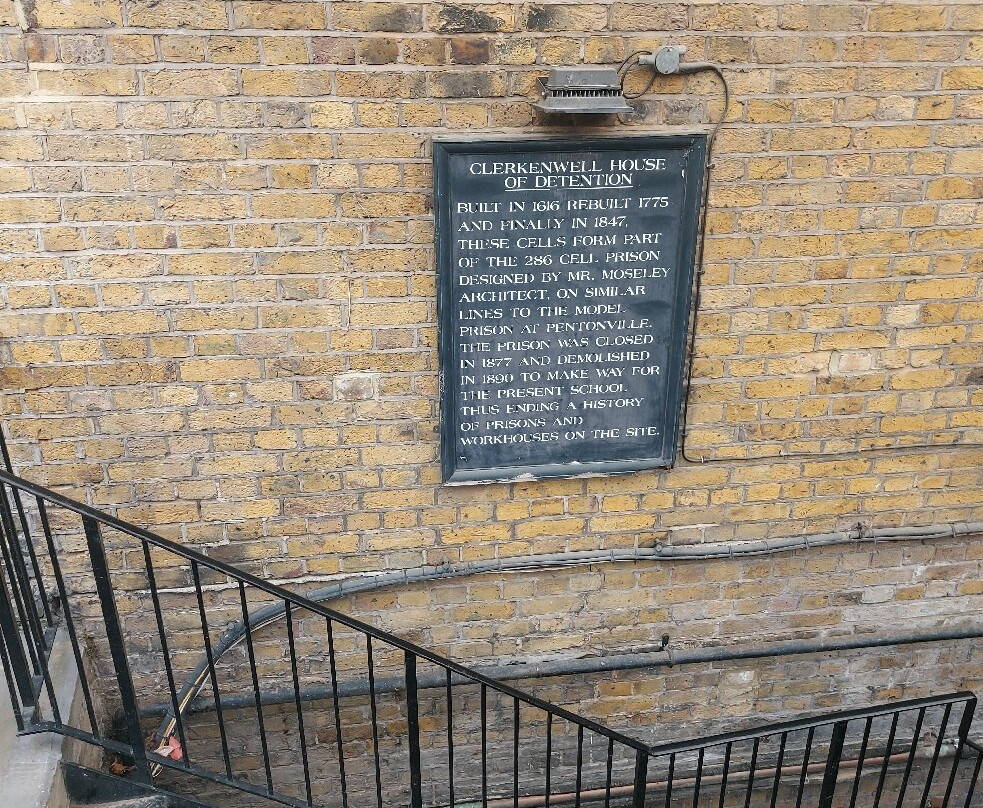 CLERKENWELL HOUSE
OF DETENTION
BUILT IN 1616 REBUILT 1775
AND FINALLY IN 1847,
THESE CELLS FORM PART
OF THE 286 CELL PRISON
DESIGNED BY MR. MOSELEY
ARCHITECT, ON SIMILAR
LINES TO THE MODEL
PRISON AT PENTONVILLE.
THE PRISON WAS CLOSED
IN 1877 AND DEMOLISHED
IN 1890 TO MAKE WAY FOR
THE PRESENT SCHOOL
THUS ENDING A HISTORY
OF PRISONS AND
WORKHOUSES ON THE SITE.